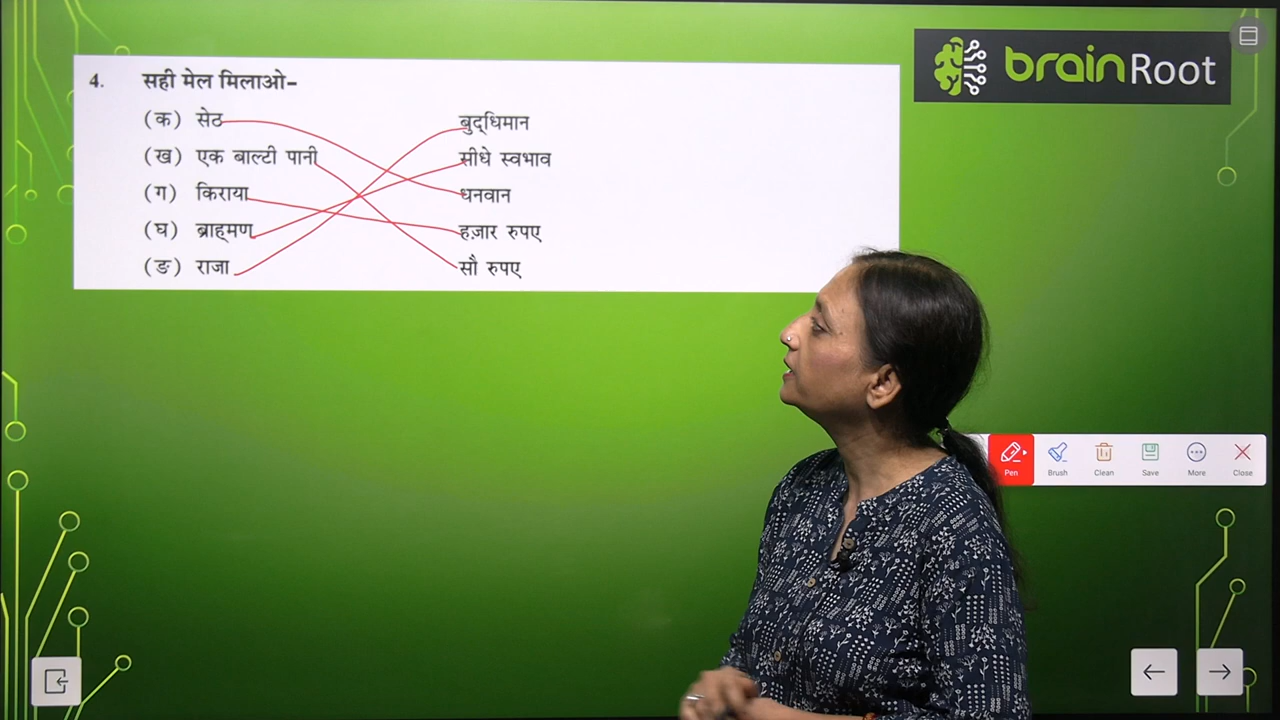 brainRoot
4. सही मेल मिलाओ-
(क) सेठ बुद्धिमान
(ख) एक बाल्टी पानी सीधे स्वभाव
(ग) किराया धनवान
(घ) ब्राह्मण हज़ार रुपए
(ङ) राजा सौ रुपए
Pen Brush Clean Save More Close